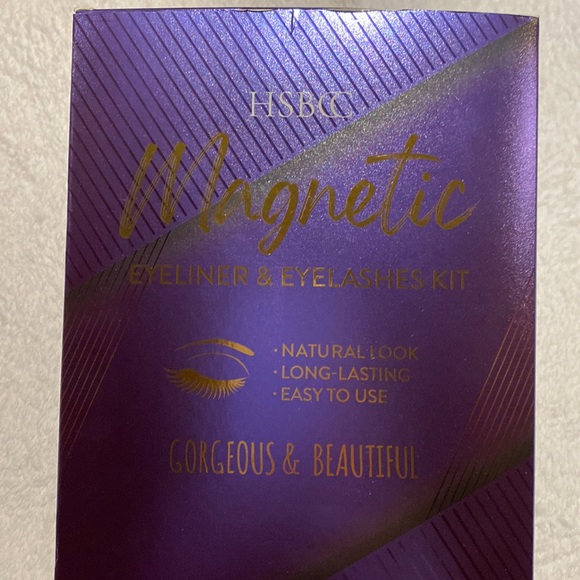 HSBCC
Magnetic
EYELINER & EYELASHES KIT
· NATURAL LOOK
· LONG-LASTING
· EASY TO USE
GORGEOUS & BEAUTIFUL